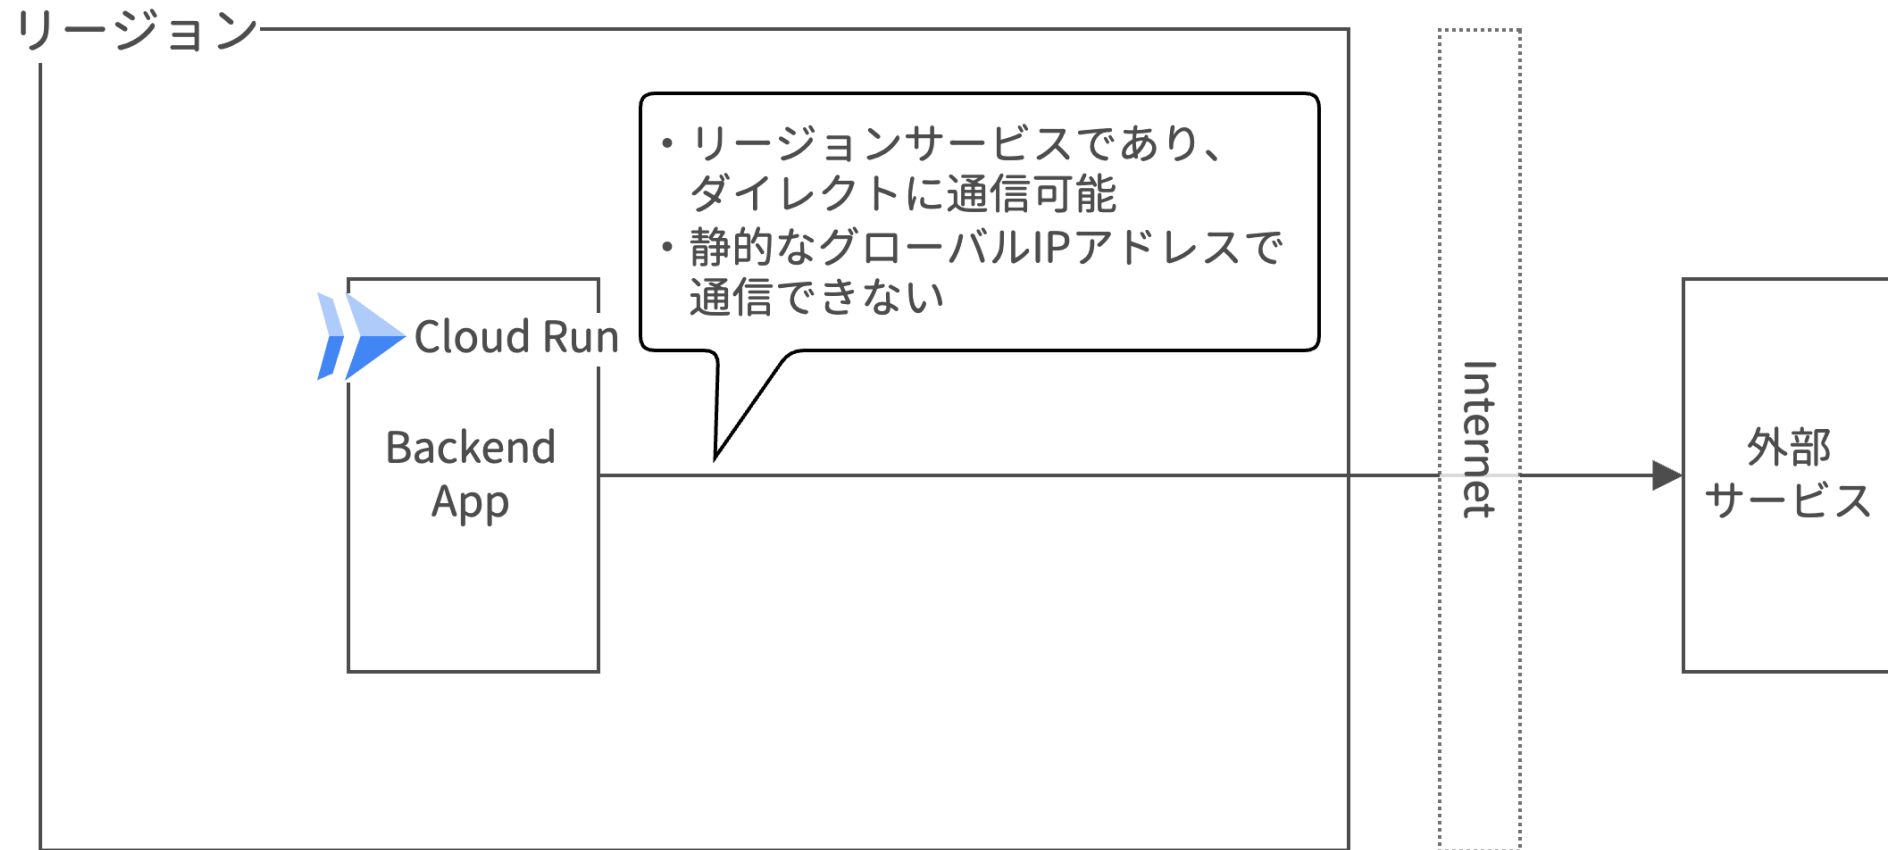 リージョン
・リージョンサービスであり、
ダイレクトに通信可能
・静的なグローバルIPアドレスで
通信できない
Cloud Run
Backend
App
Internet
外部
サービス